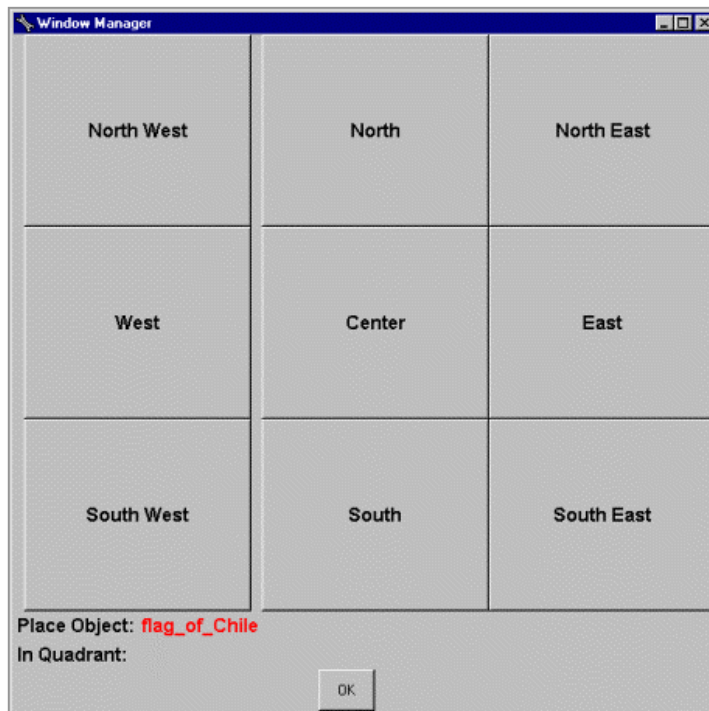 Window Manager
North West North North East
West Center East
South West South South East
Place Object: flag_of_Chile
In Quadrant:
OK